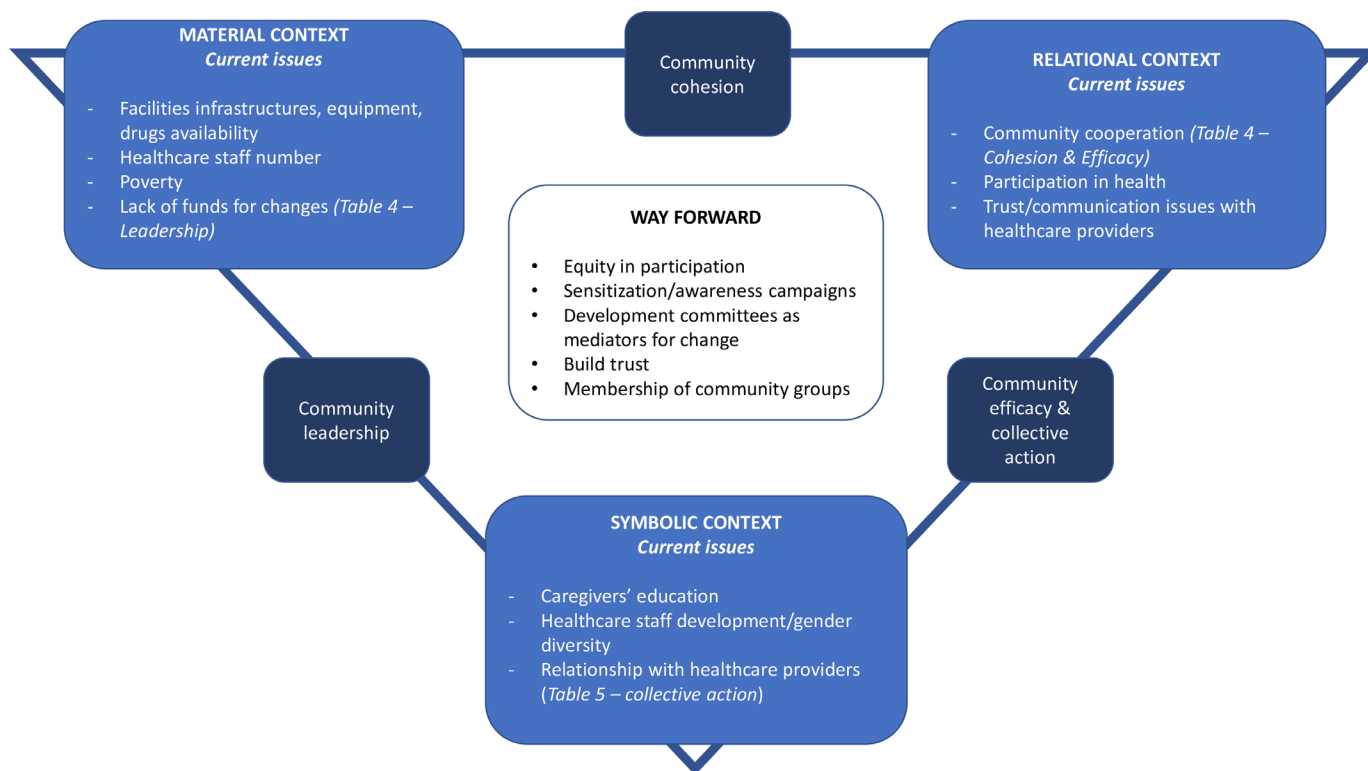 MATERIAL CONTEXT
Current issues
- Facilities infrastructures, equipment,
drugs availability
- Healthcare staff number
- Poverty
- Lack of funds for changes (Table 4 –
Leadership)
Community
cohesion
RELATIONAL CONTEXT
Current issues
- Community cooperation (Table 4 –
Cohesion & Efficacy)
- Participation in health
- Trust/communication issues with
healthcare providers
WAY FORWARD
• Equity in participation
• Sensitization/awareness campaigns
• Development committees as
mediators for change
• Build trust
• Membership of community groups
Community
leadership
Community
efficacy &
collective
action
SYMBOLIC CONTEXT
Current issues
- Caregivers’ education
- Healthcare staff development/gender
diversity
- Relationship with healthcare providers
(Table 5 – collective action)